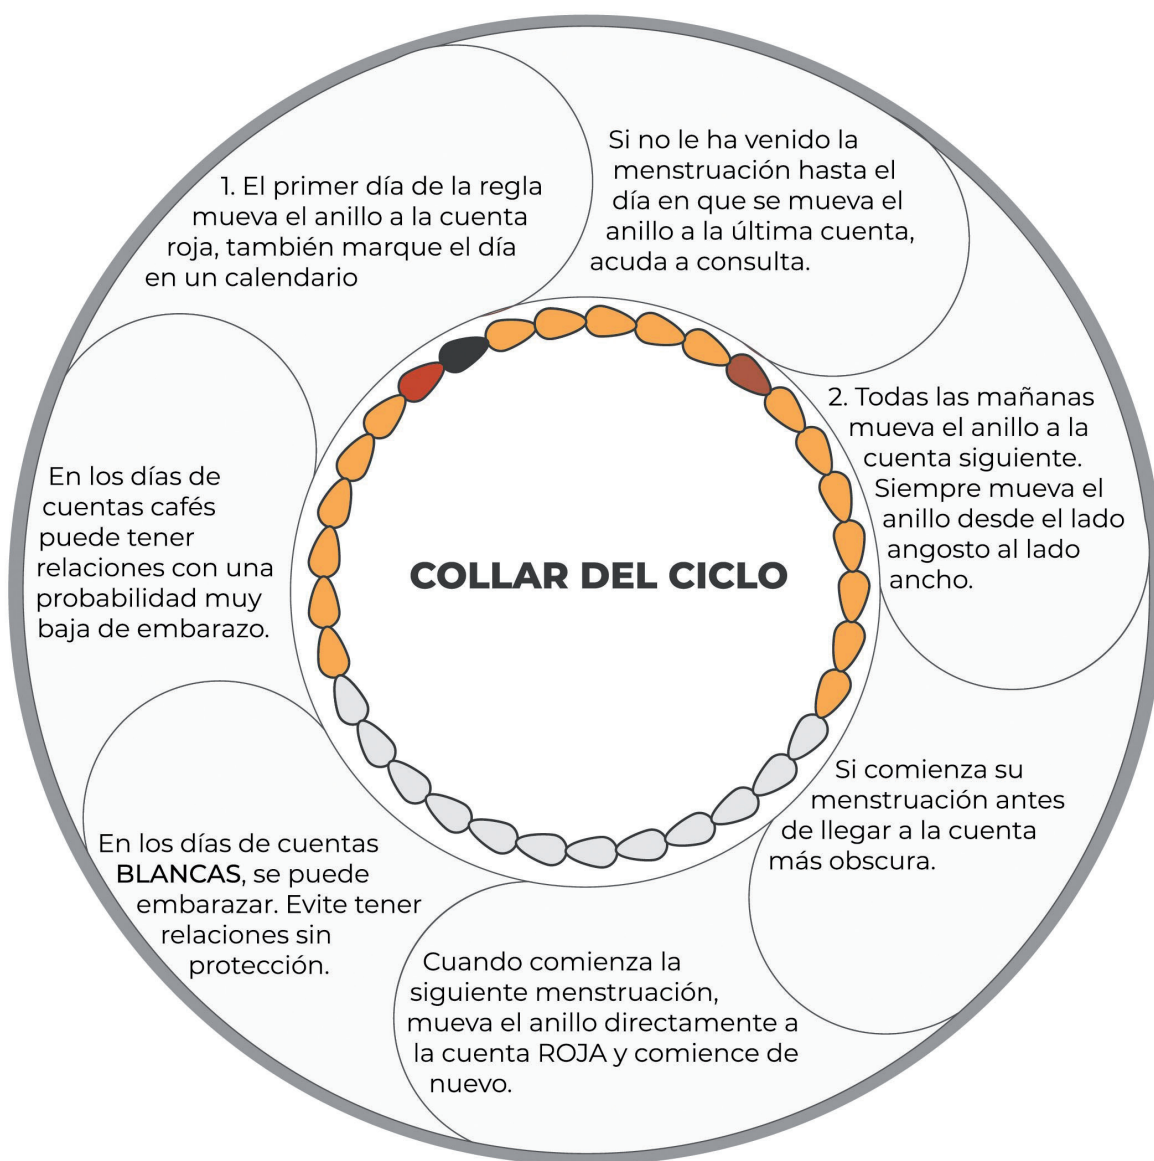 1. El primer día de la regla
mueva el anillo a la cuenta
roja, también marque el día
en un calendario
Si no le ha venido la
menstruación hasta el
día en que se mueva el
anillo a la última cuenta,
acuda a consulta.
2. Todas las mañanas
mueva el anillo a la
cuenta siguiente.
Siempre mueva el
anillo desde el lado
angosto al lado
ancho.
En los días de
cuentas cafés
puede tener
relaciones con una
probabilidad muy
baja de embarazo.
COLLAR DEL CICLO
Si comienza su
menstruación antes
de llegar a la cuenta
más obscura.
En los días de cuentas
BLANCAS, se puede
embarazar. Evite tener
relaciones sin
protección.
Cuando comienza la
siguiente menstruación,
mueva el anillo directamente a
la cuenta ROJA y comience de
nuevo.